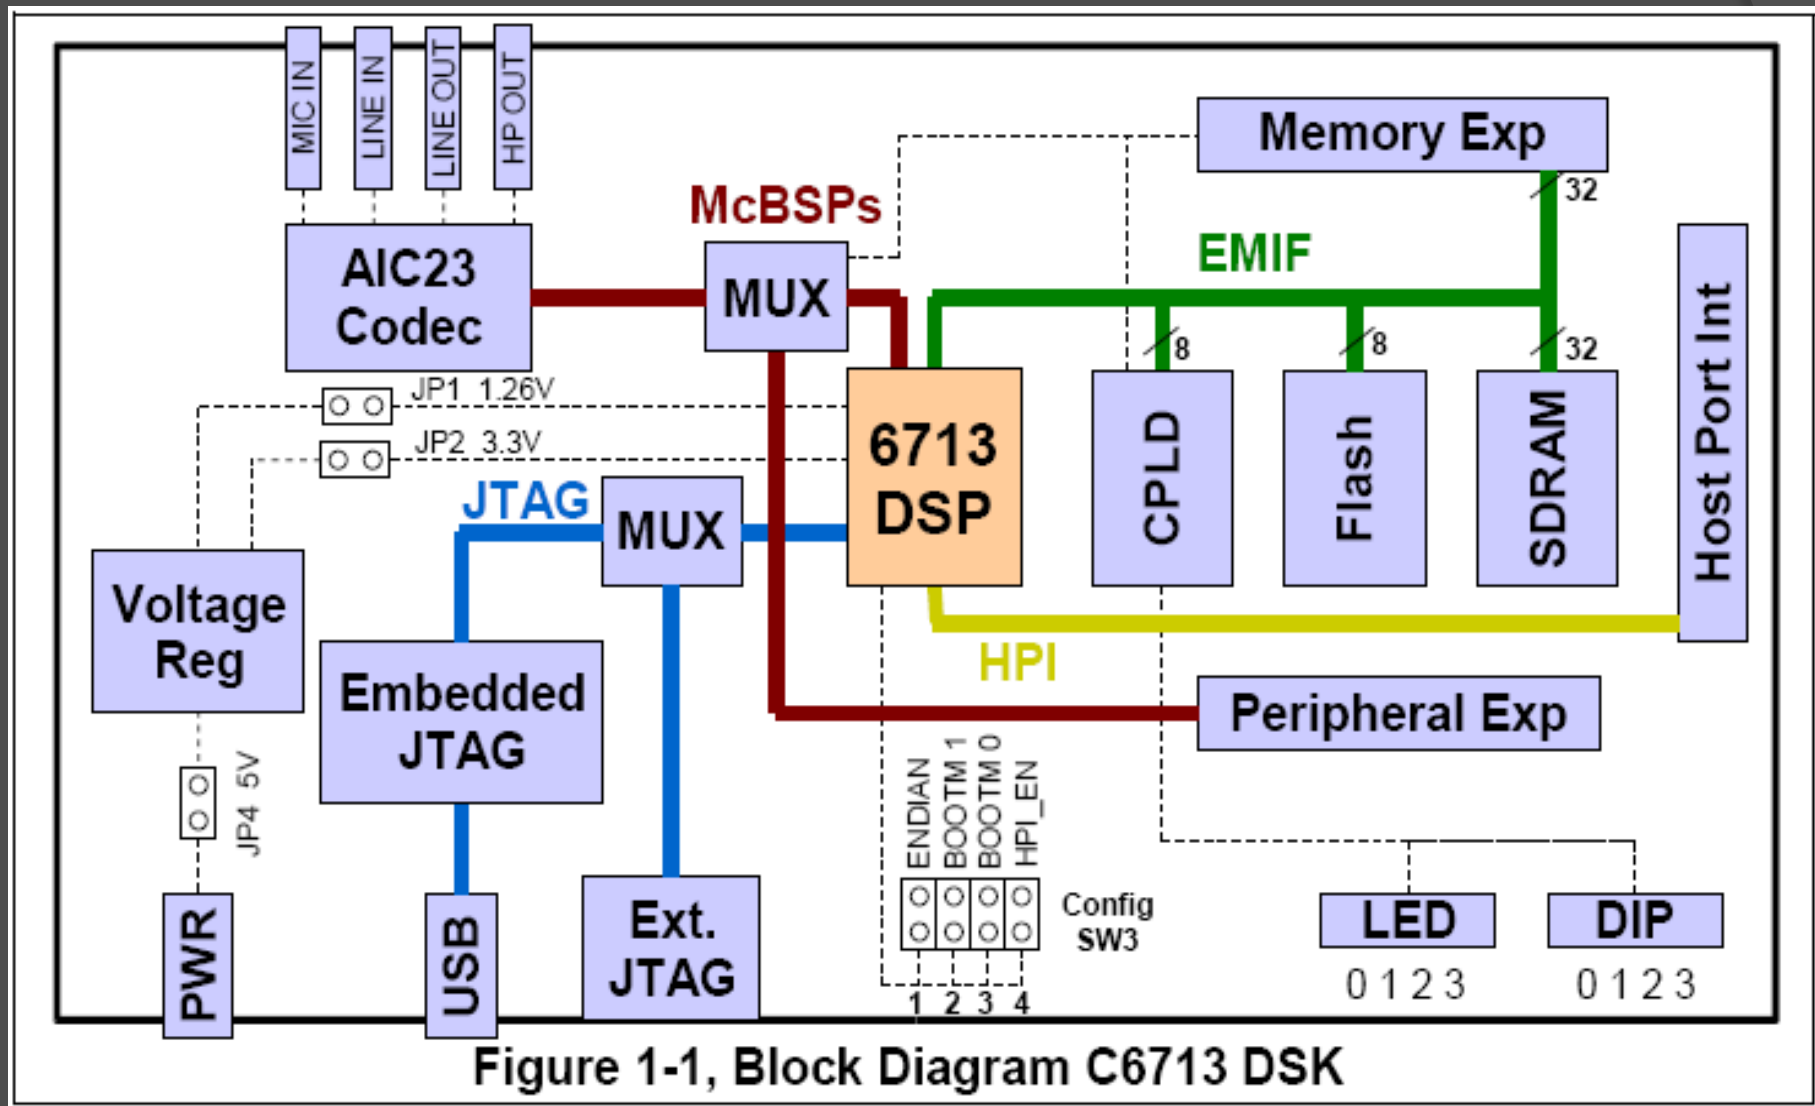 MIC IN
LINE IN
LINE OUT
HP OUT
Memory Exp
32
McBSPs
EMIF
AIC23
Codec
MUX
8
8
32
Host Port Int
JP1 1.26V
JP2 3.3V
6713
DSP
CPLD
Flash
SDRAM
JTAG
MUX
Voltage
Reg
HPI
Embedded
JTAG
Peripheral Exp
JP4 5V
ENDIAN
BOOTM 1
BOOTM 0
HPI_EN
Config
SW3
PWR
USB
Ext.
JTAG
LED
DIP
0 1 2 3
0 1 2 3
1 2 3 4
Figure 1-1, Block Diagram C6713 DSK